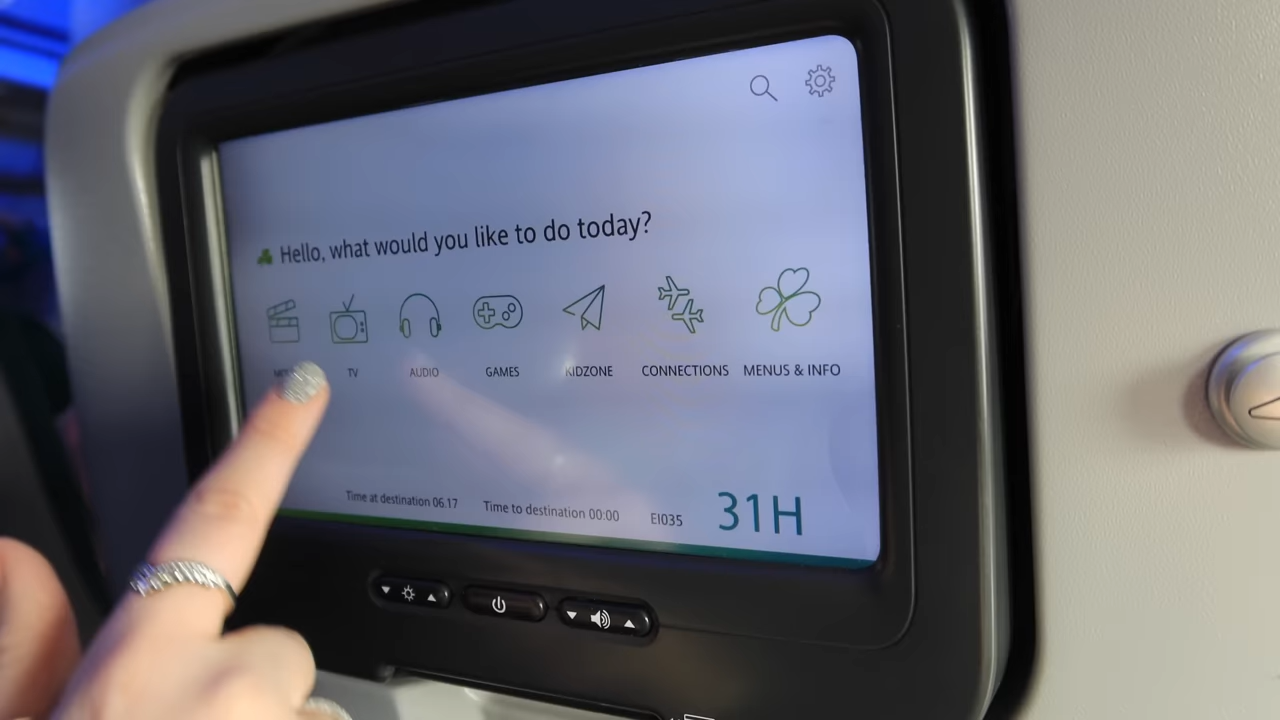 Hello, what would you like to do today?
TV AUDIO GAMES KIDZONE CONNECTIONS MENUS & INFO
Time at destination 06.17 Time to destination 00:00 EI035 31H